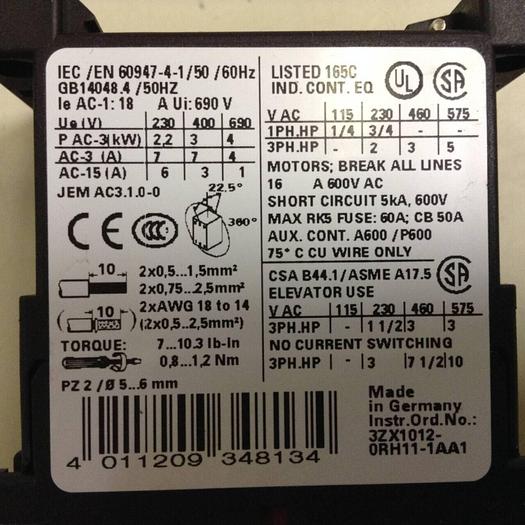 IEC /EN 60947-4-1/50 /60Hz
GB14048.4 /50HZ
Ie AC-1: 18 A Ui: 690 V
Ue (V) 230 400 690
P AC-3(kW) 2,2 3 4
AC-3 (A) 7 7 4
AC-15 (A) 6 3 1
JEM AC3.1.0-0 22.5°
360°
CE CCC
10 2x0,5...1,5mm²
2x0,75...2,5mm²
2xAWG 18 to 14
10 (2x0,5...2,5mm²)
TORQUE: 7...10.3 lb-in
0,8...1,2 Nm
PZ 2 /Ø 5...6 mm
LISTED 165C
IND. CONT. EQ UL SA
V AC 115 230 460 575
1PH.HP 1/4 3/4 - -
3PH.HP - 2 3 5
MOTORS; BREAK ALL LINES
16 A 600V AC
SHORT CIRCUIT 5kA, 600V
MAX RK5 FUSE: 60A; CB 50A
AUX. CONT. A600 /P600
75° C CU WIRE ONLY
CSA B44.1/ASME A17.5 SA
ELEVATOR USE
V AC 115 230 460 575
3PH.HP - 1 1/2 3 3
NO CURRENT SWITCHING
3PH.HP - 3 7 1/2 10
4 011209 348134
Made
in Germany
Instr.Ord.No.:
3ZX1012-
0RH11-1AA1